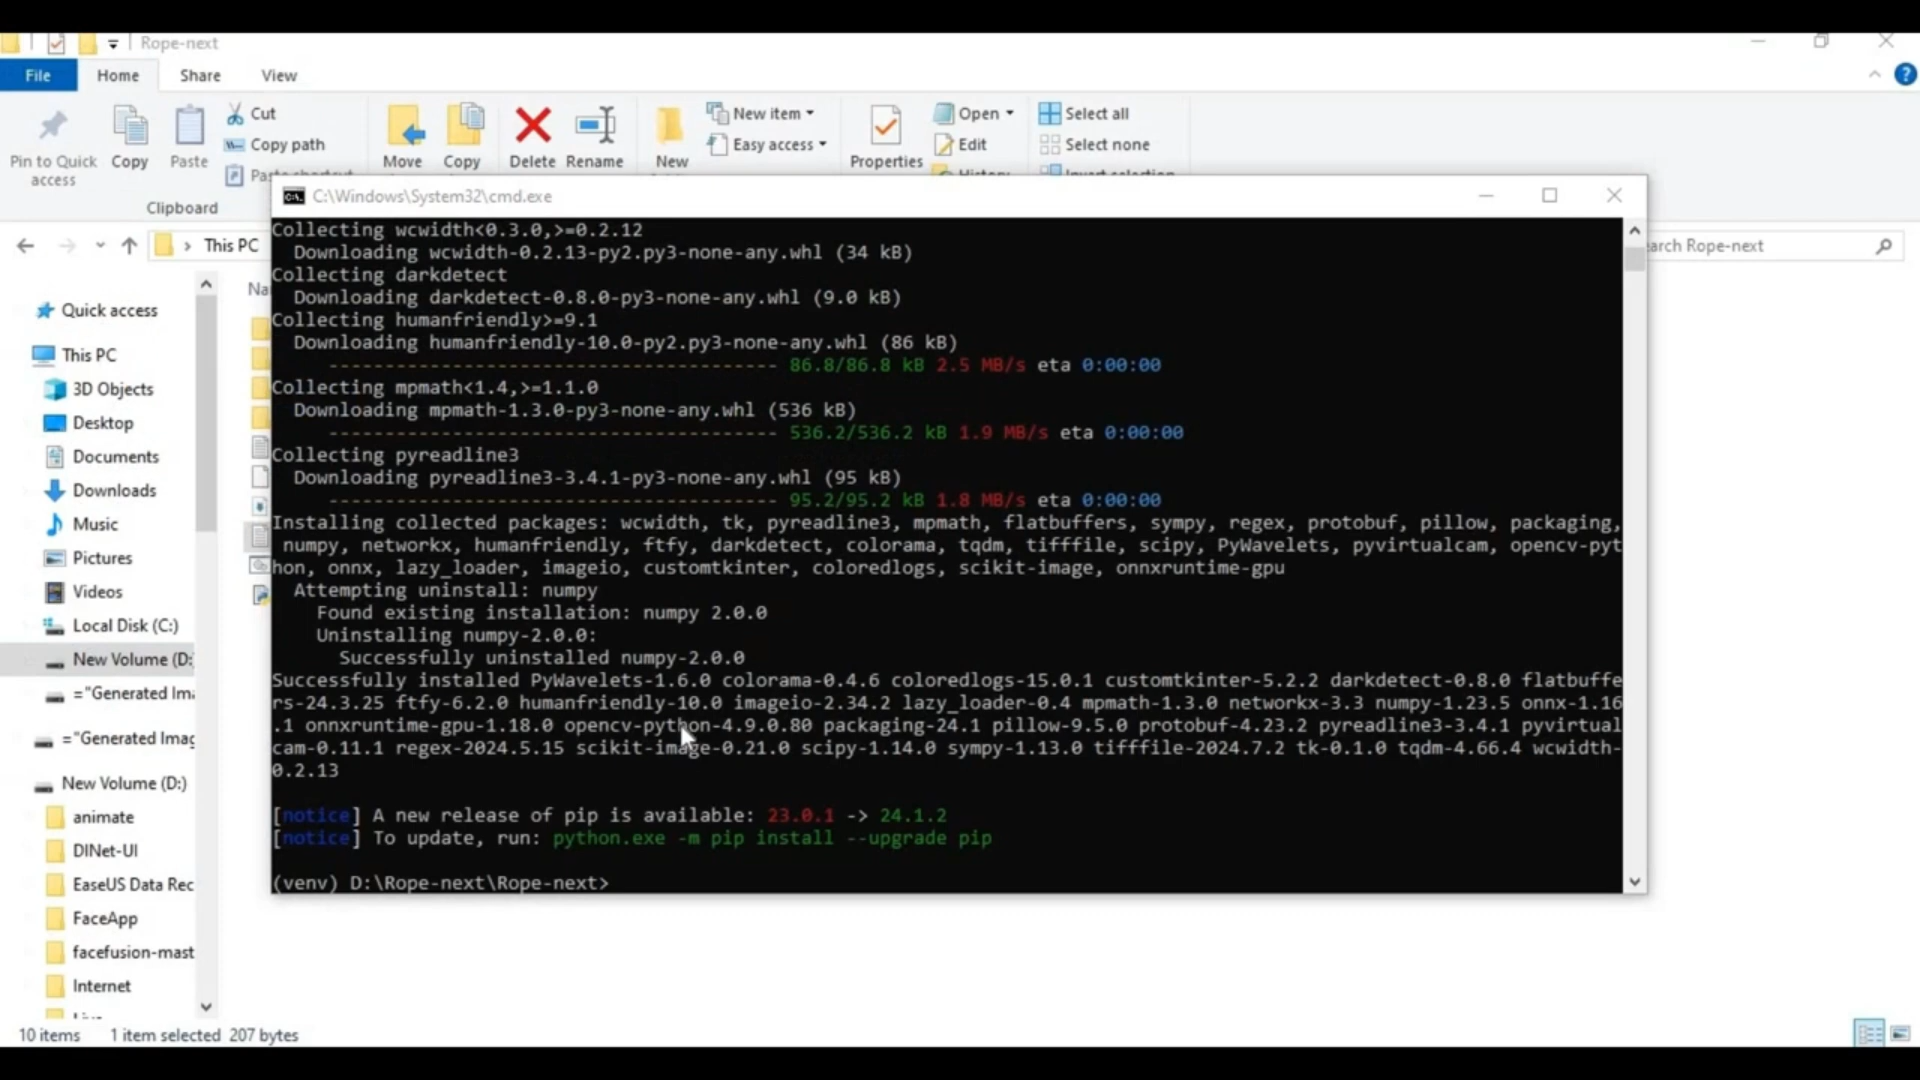 Rope-next
File Home Share View
Pin to Quick access
Copy
Paste
Cut
Copy path
Paste shortcut
Clipboard
Move
Copy
Delete
Rename
New
New item
Easy access
Properties
Open
Edit
History
Select all
Select none
Invert selection
This PC
earch Rope-next
Na
Quick access
This PC
3D Objects
Desktop
Documents
Downloads
Music
Pictures
Videos
Local Disk (C:)
New Volume (D:
="Generated Ima
="Generated Imag
New Volume (D:)
animate
DINet-UI
EaseUS Data Rec
FaceApp
facefusion-mast
Internet
C:\Windows\System32\cmd.exe
Collecting wcwidth<0.3.0,>=0.2.12
Downloading wcwidth-0.2.13-py2.py3-none-any.whl (34 kB)
Collecting darkdetect
Downloading darkdetect-0.8.0-py3-none-any.whl (9.0 kB)
Collecting humanfriendly>=9.1
Downloading humanfriendly-10.0-py2.py3-none-any.whl (86 kB)
---------------------------------------- 86.8/86.8 kB 2.5 MB/s eta 0:00:00
Collecting mpmath<1.4,>=1.1.0
Downloading mpmath-1.3.0-py3-none-any.whl (536 kB)
---------------------------------------- 536.2/536.2 kB 1.9 MB/s eta 0:00:00
Collecting pyreadline3
Downloading pyreadline3-3.4.1-py3-none-any.whl (95 kB)
---------------------------------------- 95.2/95.2 kB 1.8 MB/s eta 0:00:00
Installing collected packages: wcwidth, tk, pyreadline3, mpmath, flatbuffers, sympy, regex, protobuf, pillow, packaging,
numpy, networkx, humanfriendly, ftfy, darkdetect, colorama, tqdm, tifffile, scipy, PyWavelets, pyvirtualcam, opencv-pyt
hon, onnx, lazy_loader, imageio, customtkinter, coloredlogs, scikit-image, onnxruntime-gpu
Attempting uninstall: numpy
Found existing installation: numpy 2.0.0
Uninstalling numpy-2.0.0:
Successfully uninstalled numpy-2.0.0
Successfully installed PyWavelets-1.6.0 colorama-0.4.6 coloredlogs-15.0.1 customtkinter-5.2.2 darkdetect-0.8.0 flatbuffe
rs-24.3.25 ftfy-6.2.0 humanfriendly-10.0 imageio-2.34.2 lazy_loader-0.4 mpmath-1.3.0 networkx-3.3 numpy-1.23.5 onnx-1.16
.1 onnxruntime-gpu-1.18.0 opencv-python-4.9.0.80 packaging-24.1 pillow-9.5.0 protobuf-4.23.2 pyreadline3-3.4.1 pyvirtual
cam-0.11.1 regex-2024.5.15 scikit-image-0.21.0 scipy-1.14.0 sympy-1.13.0 tifffile-2024.7.2 tk-0.1.0 tqdm-4.66.4 wcwidth-
0.2.13
[notice] A new release of pip is available: 23.0.1 -> 24.1.2
[notice] To update, run: python.exe -m pip install --upgrade pip
(venv) D:\Rope-next\Rope-next>
10 items 1 item selected 207 bytes